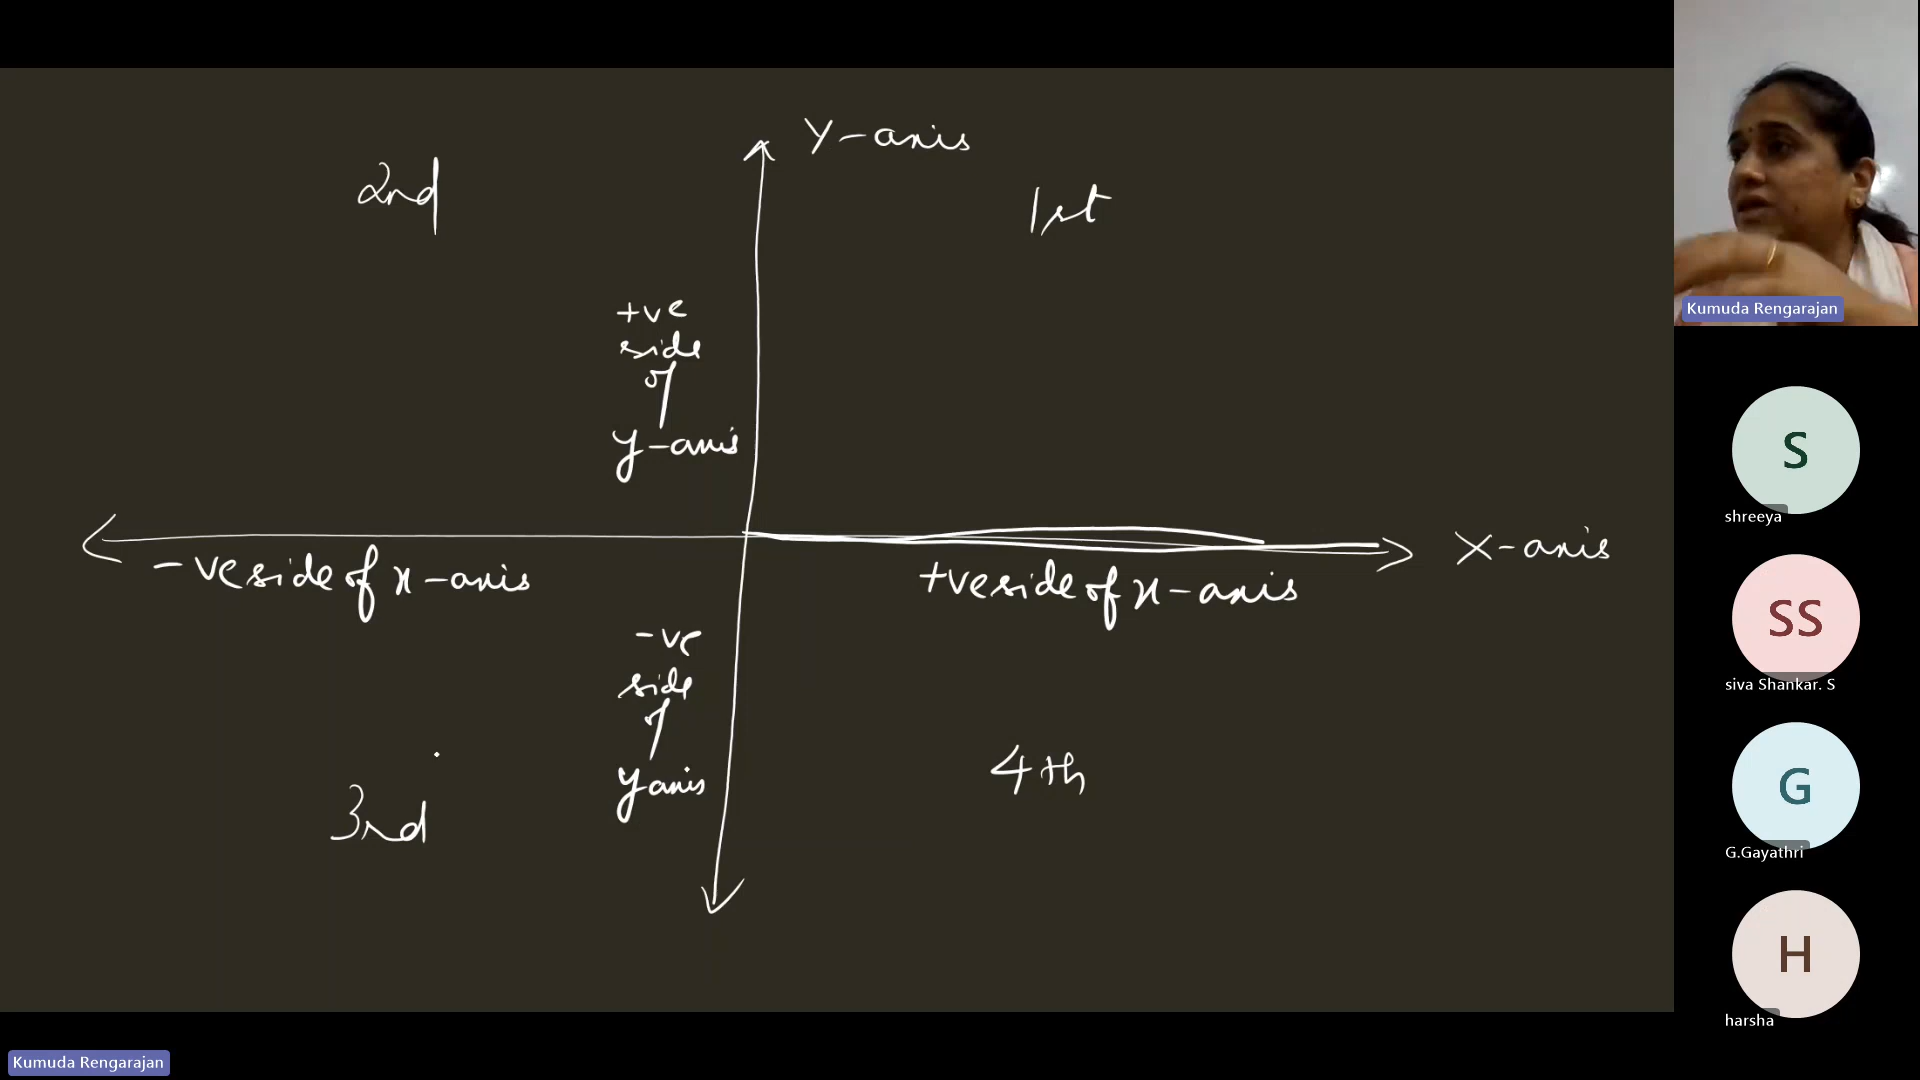 Y-axis
2nd
1st
+ve
side
of
y-axis
X-axis
-ve side of x-axis
+ve side of x-axis
-ve
side
of
y axis
3rd
4th
Kumuda Rengarajan
S
shreeya
SS
siva Shankar. S
G
G.Gayathri
H
harsha
Kumuda Rengarajan